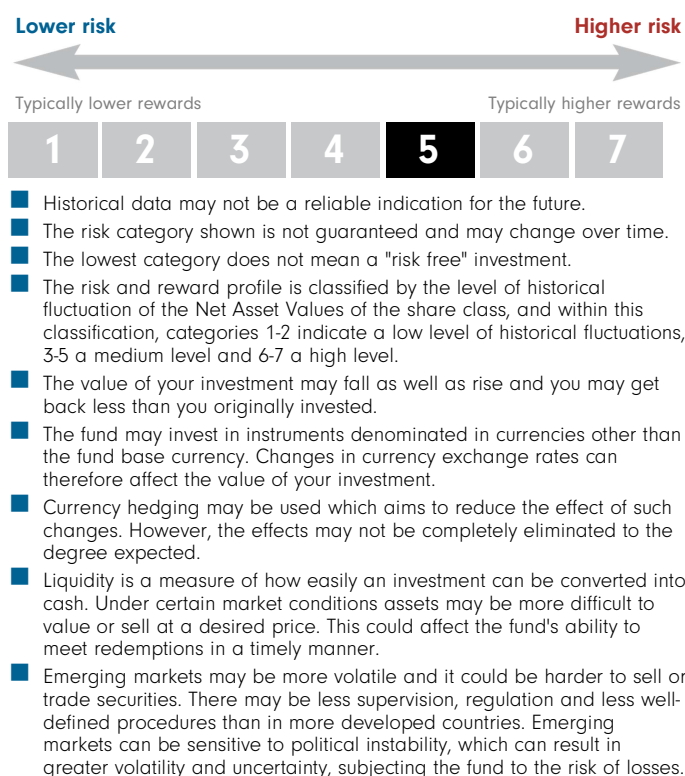 Lower risk Higher risk
Typically lower rewards Typically higher rewards
1 2 3 4 5 6 7
Historical data may not be a reliable indication for the future.
The risk category shown is not guaranteed and may change over time.
The lowest category does not mean a "risk free" investment.
The risk and reward profile is classified by the level of historical
fluctuation of the Net Asset Values of the share class, and within this
classification, categories 1-2 indicate a low level of historical fluctuations,
3-5 a medium level and 6-7 a high level.
The value of your investment may fall as well as rise and you may get
back less than you originally invested.
The fund may invest in instruments denominated in currencies other than
the fund base currency. Changes in currency exchange rates can
therefore affect the value of your investment.
Currency hedging may be used which aims to reduce the effect of such
changes. However, the effects may not be completely eliminated to the
degree expected.
Liquidity is a measure of how easily an investment can be converted into
cash. Under certain market conditions assets may be more difficult to
value or sell at a desired price. This could affect the fund's ability to
meet redemptions in a timely manner.
Emerging markets may be more volatile and it could be harder to sell or
trade securities. There may be less supervision, regulation and less well-
defined procedures than in more developed countries. Emerging
markets can be sensitive to political instability, which can result in
greater volatility and uncertainty, subjecting the fund to the risk of losses.